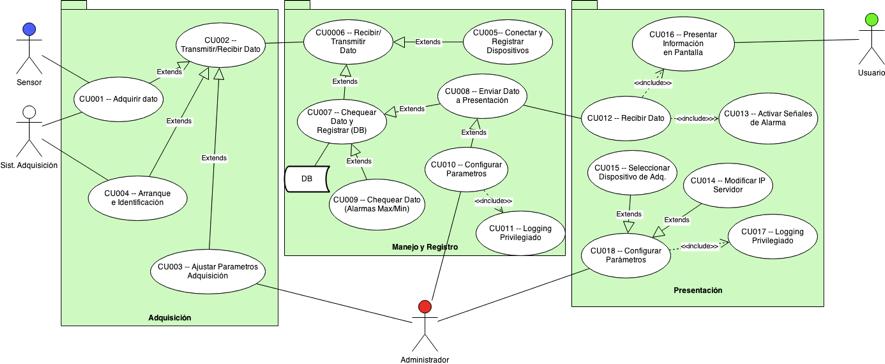 Sensor
Sist. Adquisición
CU001 -- Adquirir dato
CU002 --
Transmitir/Recibir Dato
Extends
Extends
Extends
CU004 -- Arranque
e Identificación
CU003 -- Ajustar Parametros
Adquisición
Adquisición
CU0006 -- Recibir/
Transmitir
Dato
Extends
CU005-- Conectar y
Registrar
Dispositivos
Extends
CU008 -- Enviar Dato
a Presentación
CU007 -- Chequear
Dato y
Registrar (DB)
Extends
Extends
Extends
DB
CU010 -- Configurar
Parametros
CU009 -- Chequear Dato
(Alarmas Max/Min)
<<include>>
CU011 -- Logging
Privilegiado
Manejo y Registro
CU016 -- Presentar
Información
en Pantalla
Usuario
<<include>>
CU012 -- Recibir Dato
<<include>>
CU013 -- Activar Señales
de Alarma
CU015 -- Seleccionar
Dispositivo de Adq.
CU014 -- Modificar IP
Servidor
Extends
Extends
CU018 -- Configurar
Parámetros
<<include>>
CU017 -- Logging
Privilegiado
Presentación
Administrador